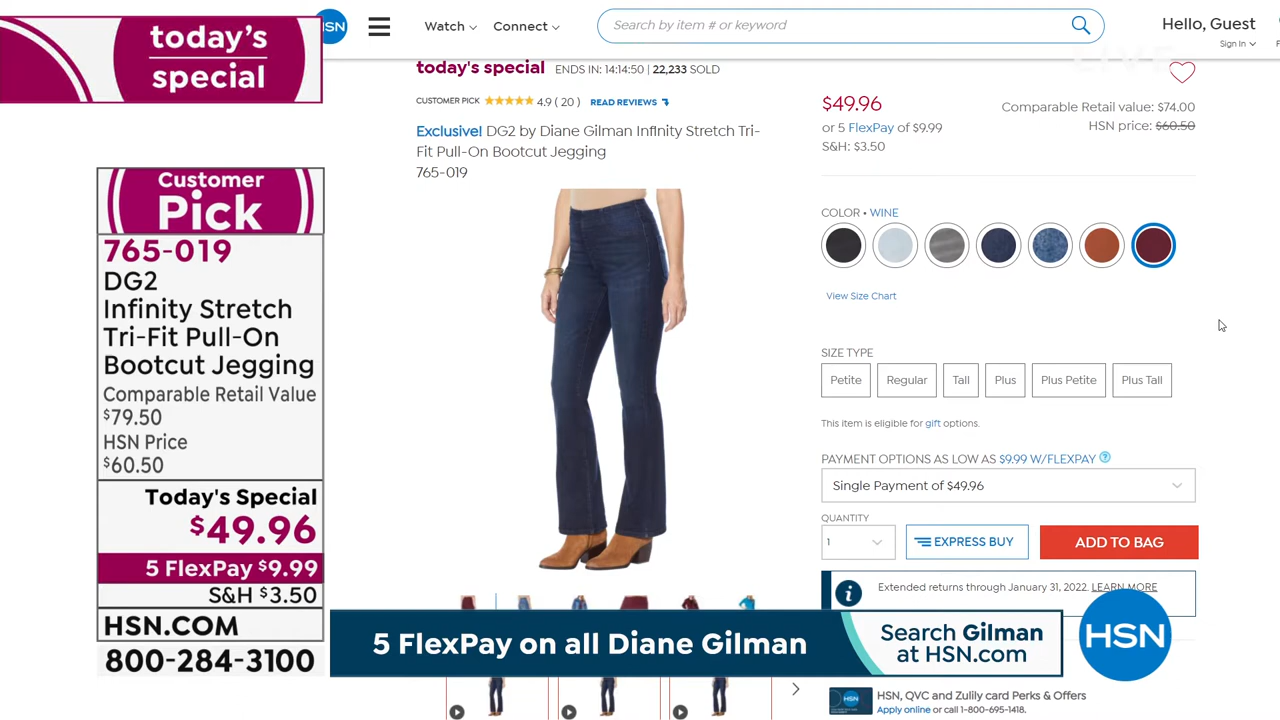 today's
special
Customer
Pick
765-019
DG2
Infinity Stretch
Tri-Fit Pull-On
Bootcut Jegging
Comparable Retail Value
$79.50
HSN Price
$60.50
Today's Special
$49.96
5 FlexPay $9.99
S&H $3.50
HSN.COM
800-284-3100
HSN
Watch
Connect
Search by item # or keyword
Hello, Guest
Sign In
LIVE
today's special ENDS IN: 14:14:50 | 22,233 SOLD
CUSTOMER PICK 4.9 ( 20 ) READ REVIEWS
Exclusive! DG2 by Diane Gilman Infinity Stretch Tri-
Fit Pull-On Bootcut Jegging
765-019
$49.96
or 5 FlexPay of $9.99
S&H: $3.50
Comparable Retail value: $74.00
HSN price: $60.50
COLOR • WINE
View Size Chart
SIZE TYPE
Petite Regular Tall Plus Plus Petite Plus Tall
This item is eligible for gift options.
PAYMENT OPTIONS AS LOW AS $9.99 W/FLEXPAY ?
Single Payment of $49.96
QUANTITY
1
EXPRESS BUY
ADD TO BAG
i
Extended returns through January 31, 2022. LEARN MORE
5 FlexPay on all Diane Gilman
Search Gilman
at HSN.com
HSN
HSN
HSN, QVC and Zulily card Perks & Offers
Apply online or call 1-800-695-1418.